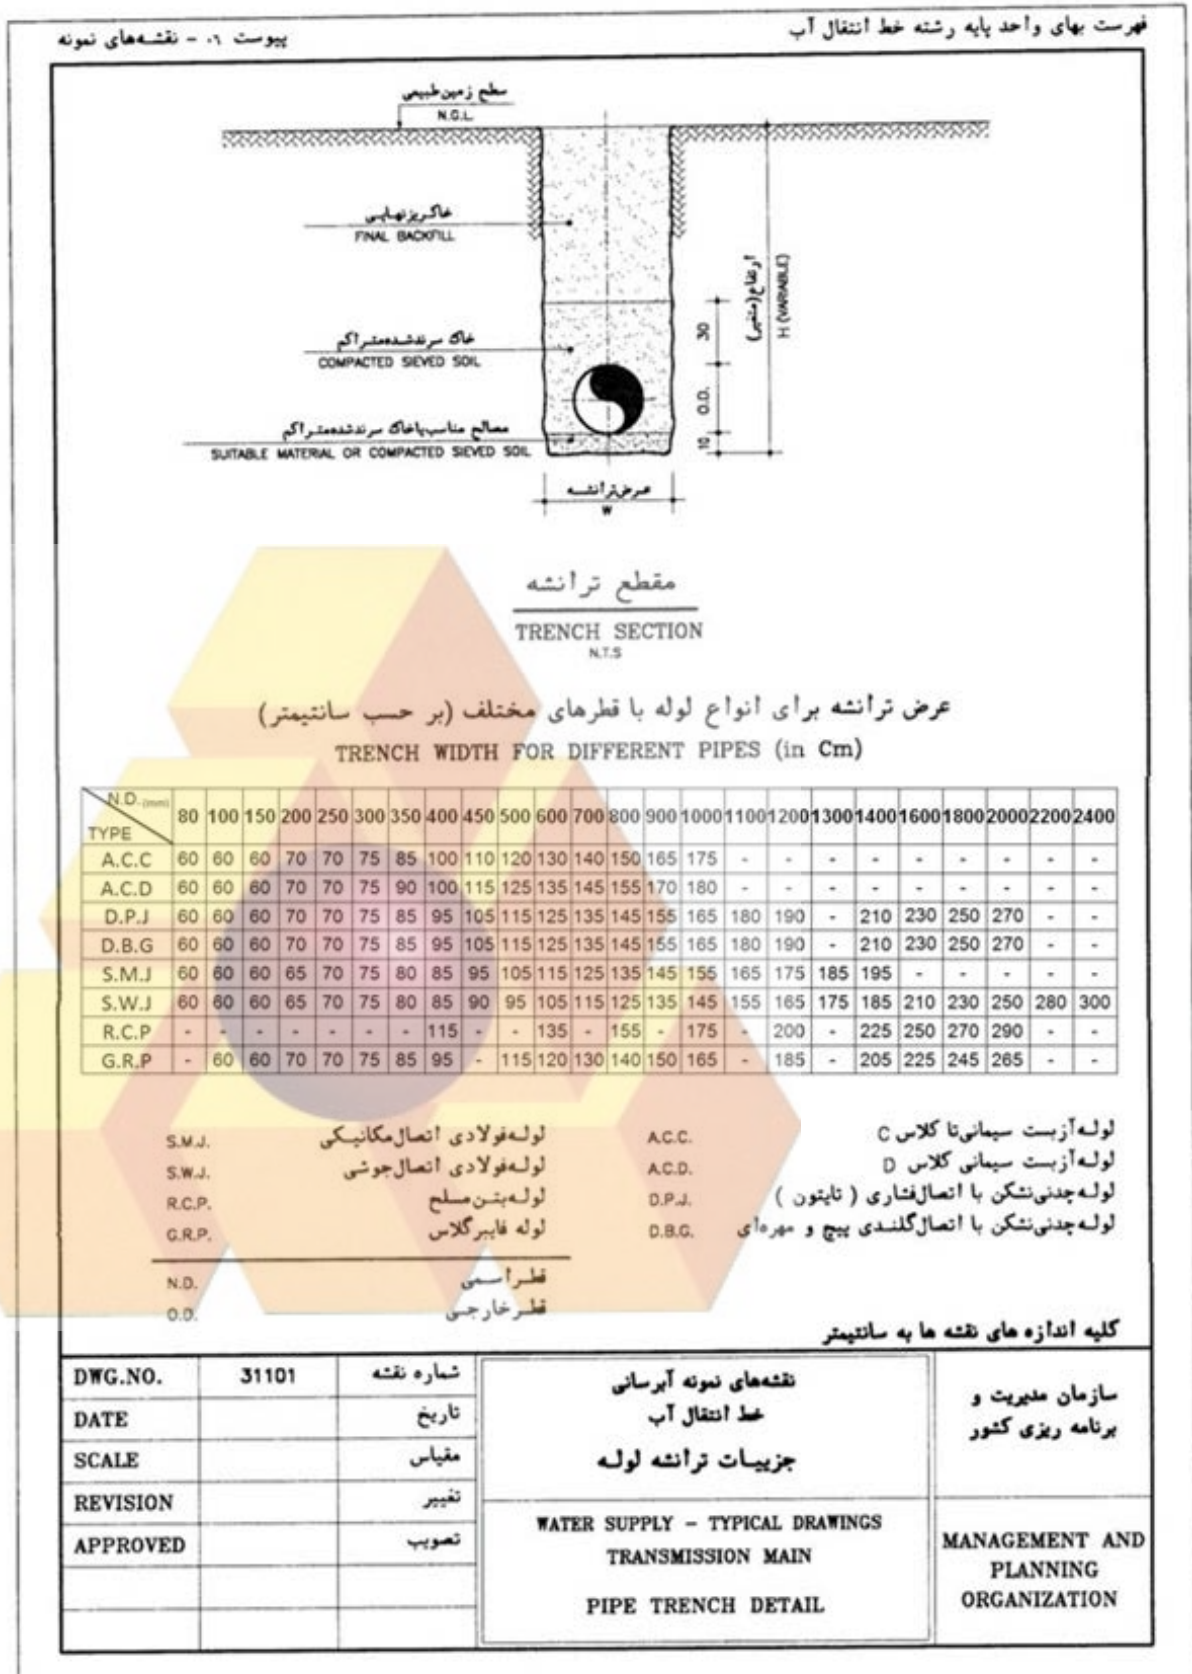 فهرست بهای واحد پایه رشته خط انتقال آب
پیوست ۰۶ - نقشه‌های نمونه
سطح زمین طبیعی
N.G.L.
خاکریز نهایی
FINAL BACKFILL
خاک سرند شده متراکم
COMPACTED SIEVED SOIL
مصالح مناسب یا خاک سرند شده متراکم
SUITABLE MATERIAL OR COMPACTED SIEVED SOIL
30
O.D.
10
ارتفاع (متغیر)
H (VARIABLE)
عرض ترانشه
W
مقطع ترانشه
TRENCH SECTION
N.T.S
عرض ترانشه برای انواع لوله با قطرهای مختلف (بر حسب سانتیمتر)
TRENCH WIDTH FOR DIFFERENT PIPES (in Cm)
N.D. (mm) TYPE 80 100 150 200 250 300 350 400 450 500 600 700 800 900 1000 1100 1200 1300 1400 1600 1800 2000 2200 2400
A.C.C 60 60 60 70 70 75 85 100 110 120 130 140 150 165 175 - - - - - - - - -
A.C.D 60 60 60 70 70 75 90 100 115 125 135 145 155 170 180 - - - - - - - - -
D.P.J 60 60 60 70 70 75 85 95 105 115 125 135 145 155 165 180 190 - 210 230 250 270 - -
D.B.G 60 60 60 70 70 75 85 95 105 115 125 135 145 155 165 180 190 - 210 230 250 270 - -
S.M.J 60 60 60 65 70 75 80 85 95 105 115 125 135 145 155 165 175 185 195 - - - - -
S.W.J 60 60 60 65 70 75 80 85 90 95 105 115 125 135 145 155 165 175 185 210 230 250 280 300
R.C.P - - - - - - - 115 - - 135 - 155 - 175 - 200 - 225 250 270 290 - -
G.R.P - 60 60 70 70 75 85 95 - 115 120 130 140 150 165 - 185 - 205 225 245 265 - -
لوله آزبست سیمانی تا کلاس C A.C.C.
لوله آزبست سیمانی کلاس D A.C.D.
لوله چدنی نشکن با اتصال فشاری ( تایتون ) D.P.J.
لوله چدنی نشکن با اتصال گلندی پیچ و مهره‌ای D.B.G.
لوله فولادی اتصال مکانیکی S.M.J.
لوله فولادی اتصال جوشی S.W.J.
لوله بتن مسلح R.C.P.
لوله فایبرگلاس G.R.P.
قطر اسمی N.D.
قطر خارجی O.D.
کلیه اندازه های نقشه ها به سانتیمتر
سازمان مدیریت و
برنامه ریزی کشور
MANAGEMENT AND
PLANNING
ORGANIZATION
نقشه‌های نمونه آبرسانی
خط انتقال آب
جزییات ترانشه لوله
WATER SUPPLY - TYPICAL DRAWINGS
TRANSMISSION MAIN
PIPE TRENCH DETAIL
DWG.NO. 31101 شماره نقشه
DATE تاریخ
SCALE مقیاس
REVISION تغییر
APPROVED تصویب